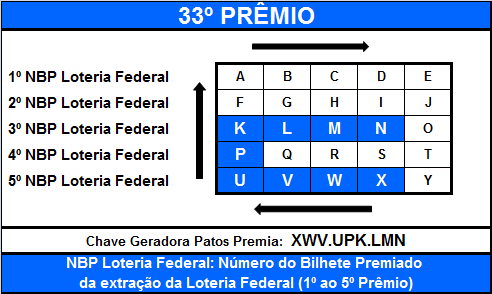 33º PRÊMIO
1º NBP Loteria Federal A B C D E
2º NBP Loteria Federal F G H I J
3º NBP Loteria Federal K L M N O
4º NBP Loteria Federal P Q R S T
5º NBP Loteria Federal U V W X Y
Chave Geradora Patos Premia: XWV.UPK.LMN
NBP Loteria Federal: Número do Bilhete Premiado
da extração da Loteria Federal (1º ao 5º Prêmio)